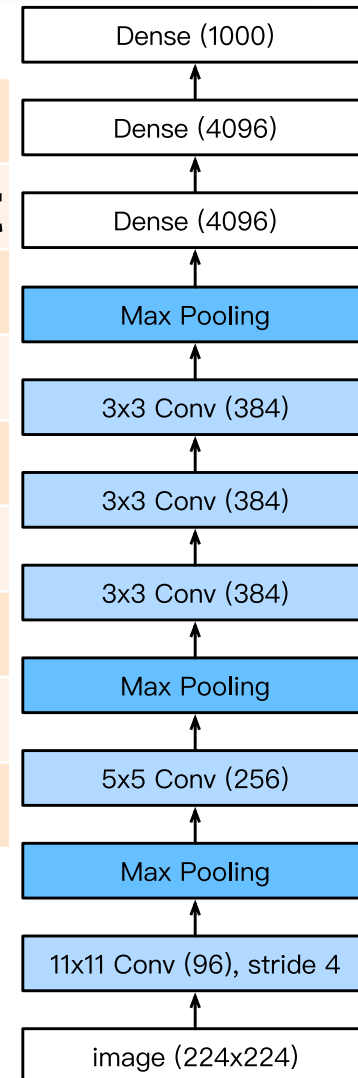 Dense (1000)
Dense (4096)
Dense (4096)
Max Pooling
3x3 Conv (384)
3x3 Conv (384)
3x3 Conv (384)
Max Pooling
5x5 Conv (256)
Max Pooling
11x11 Conv (96), stride 4
image (224x224)